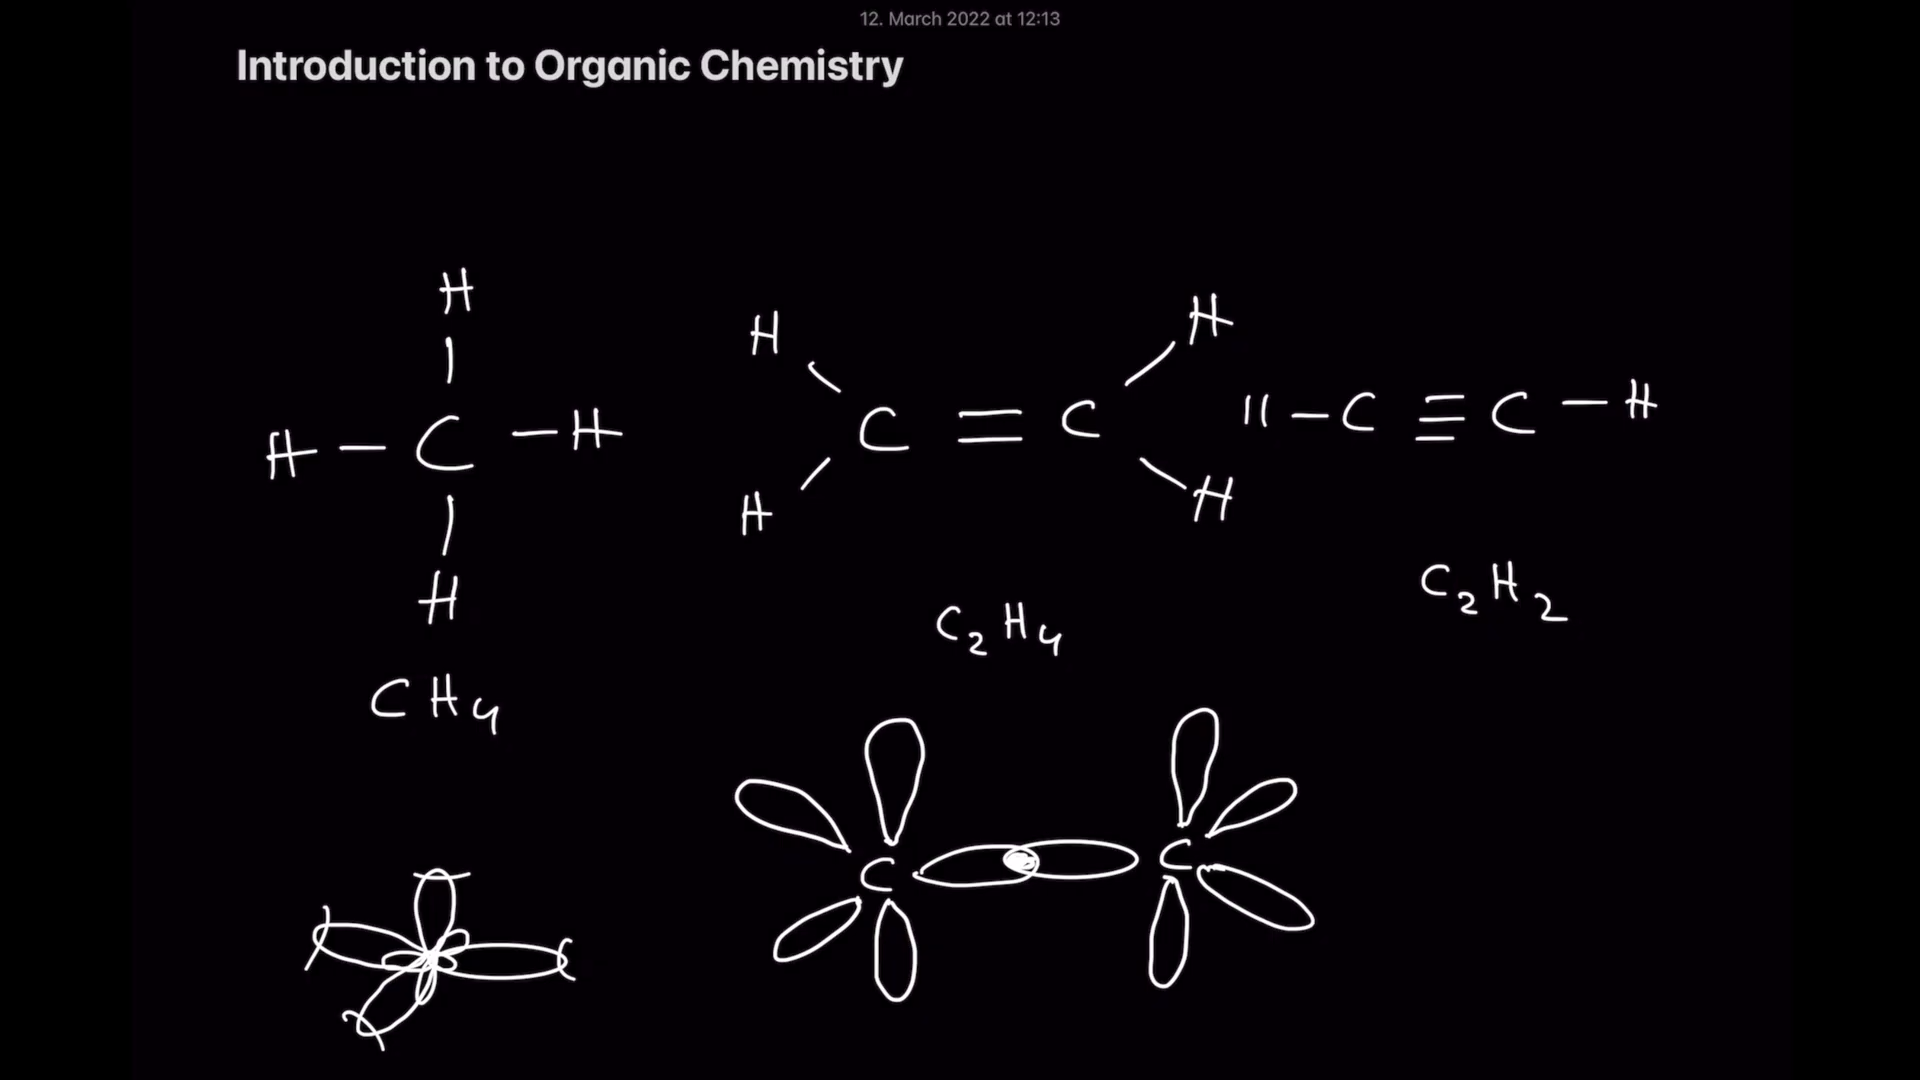 12. March 2022 at 12:13
Introduction to Organic Chemistry
H
H – C – H
H
CH4
H H
C = C
H H
C2H4
– C ≡ C – H
C2H2
C C